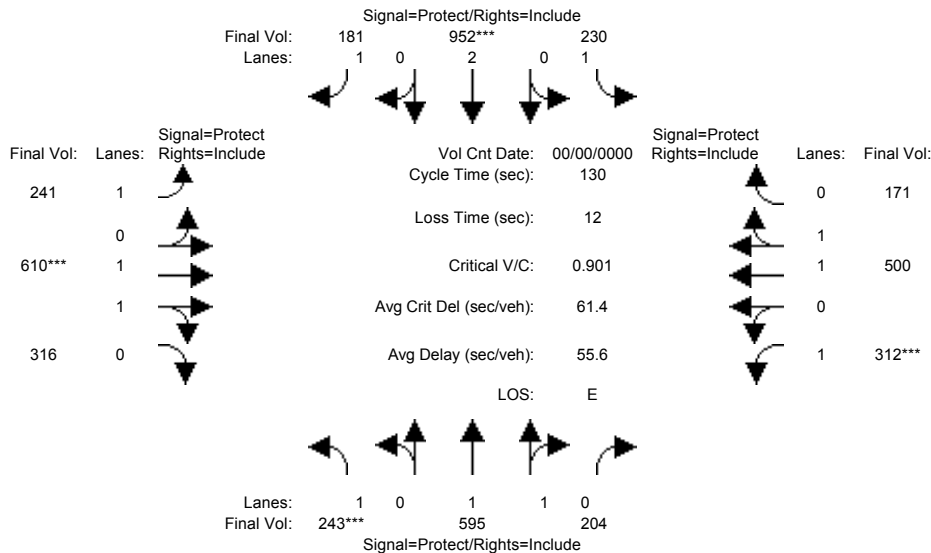 Signal=Protect/Rights=Include
Final Vol: 181 952*** 230
Lanes: 1 0 2 0 1
Signal=Protect Signal=Protect
Final Vol: Lanes: Rights=Include Vol Cnt Date: 00/00/0000 Rights=Include Lanes: Final Vol:
Cycle Time (sec): 130
241 1 0 171
Loss Time (sec): 12
0 1
610*** 1 Critical V/C: 0.901 1 500
1 Avg Crit Del (sec/veh): 61.4 0
316 0 Avg Delay (sec/veh): 55.6 1 312***
LOS: E
Lanes: 1 0 1 1 0
Final Vol: 243*** 595 204
Signal=Protect/Rights=Include